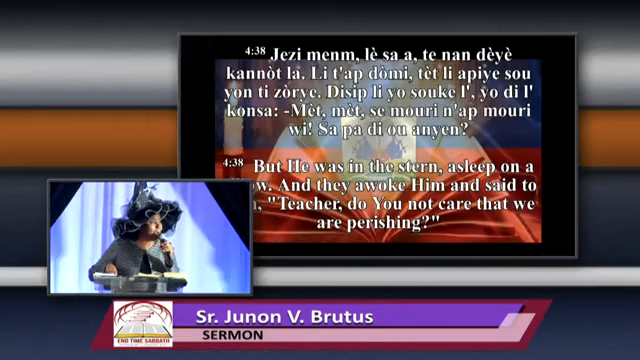 4:38 Jezi menm, lè sa a, te nan dèyè
kannòt la. Li t'ap dòmi, tèt li apiye sou
yon ti zòrye. Disip li yo souke l', yo di l'
konsa: -Mèt, mèt, se mouri n'ap mouri
wi! Sa pa di ou anyen?
4:38 But He was in the stern, asleep on a
And they awoke Him and said to
"Teacher, do You not care that we
are perishing?"
Sr. Junon V. Brutus
SERMON
END TIME SABBATH